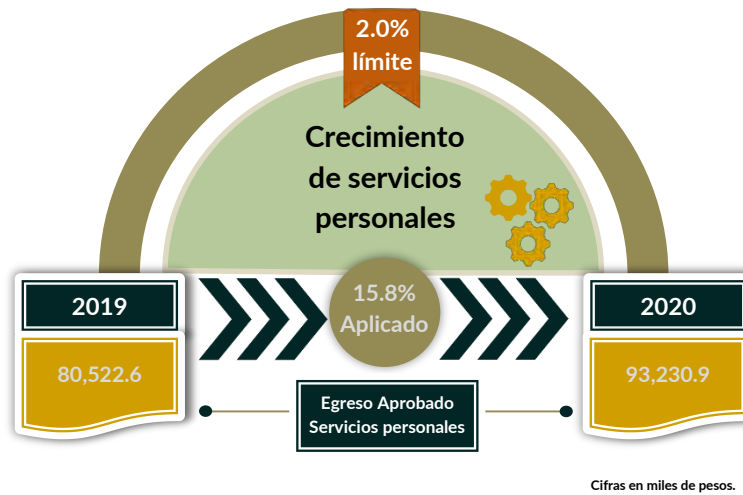 2.0%
límite
Crecimiento
de servicios
personales
2019
15.8%
Aplicado
2020
80,522.6
93,230.9
Egreso Aprobado
Servicios personales
Cifras en miles de pesos.